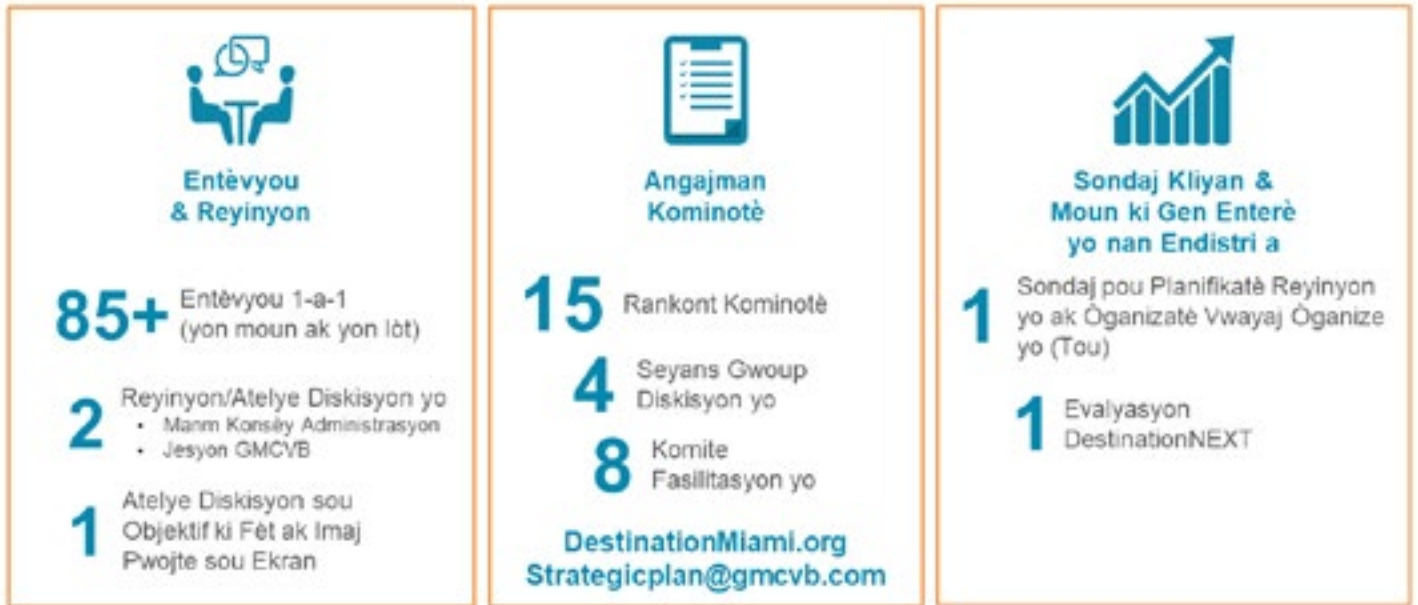 Entèvyou
& Reyinyon
85+
Entèvyou 1-a-1
(yon moun ak yon lòt)
2
Reyinyon/Atelye Diskisyon yo
• Manm Konsèy Administrasyon
• Jesyon GMCVB
1
Atelye Diskisyon sou
Objektif ki Fèt ak Imaj
Pwojte sou Ekran
Angajman
Kominotè
15
Rankont Kominotè
4
Seyans Gwoup
Diskisyon yo
8
Komite
Fasilitasyon yo
DestinationMiami.org
Strategicplan@gmcvb.com
Sondaj Kliyan &
Moun ki Gen Enterè
yo nan Endistri a
1
Sondaj pou Planifikatè Reyinyon
yo ak Òganizatè Vwayaj Òganize
yo (Tou)
1
Evalyasyon
DestinationNEXT